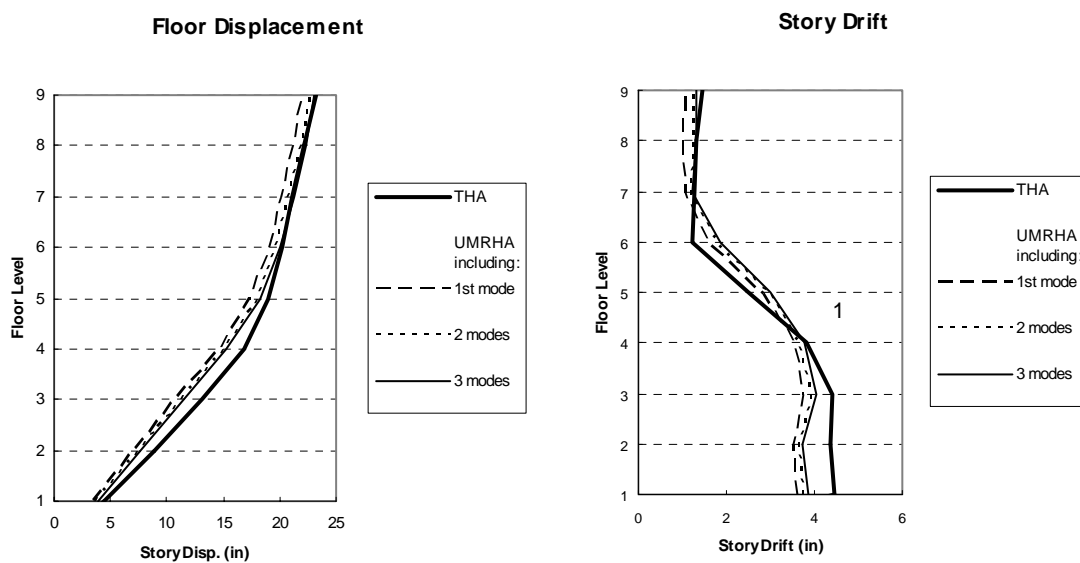 Floor Displacement
9
8
7
6
5
4
3
2
1
Floor Level
0
5
10
15
20
25
Story Disp. (in)
THA
UMRHA
including:
1st mode
2 modes
3 modes
Story Drift
9
8
7
6
5
4
3
2
1
Floor Level
1
0
2
4
6
Story Drift (in)
THA
UMRHA
including:
1st mode
2 modes
3 modes